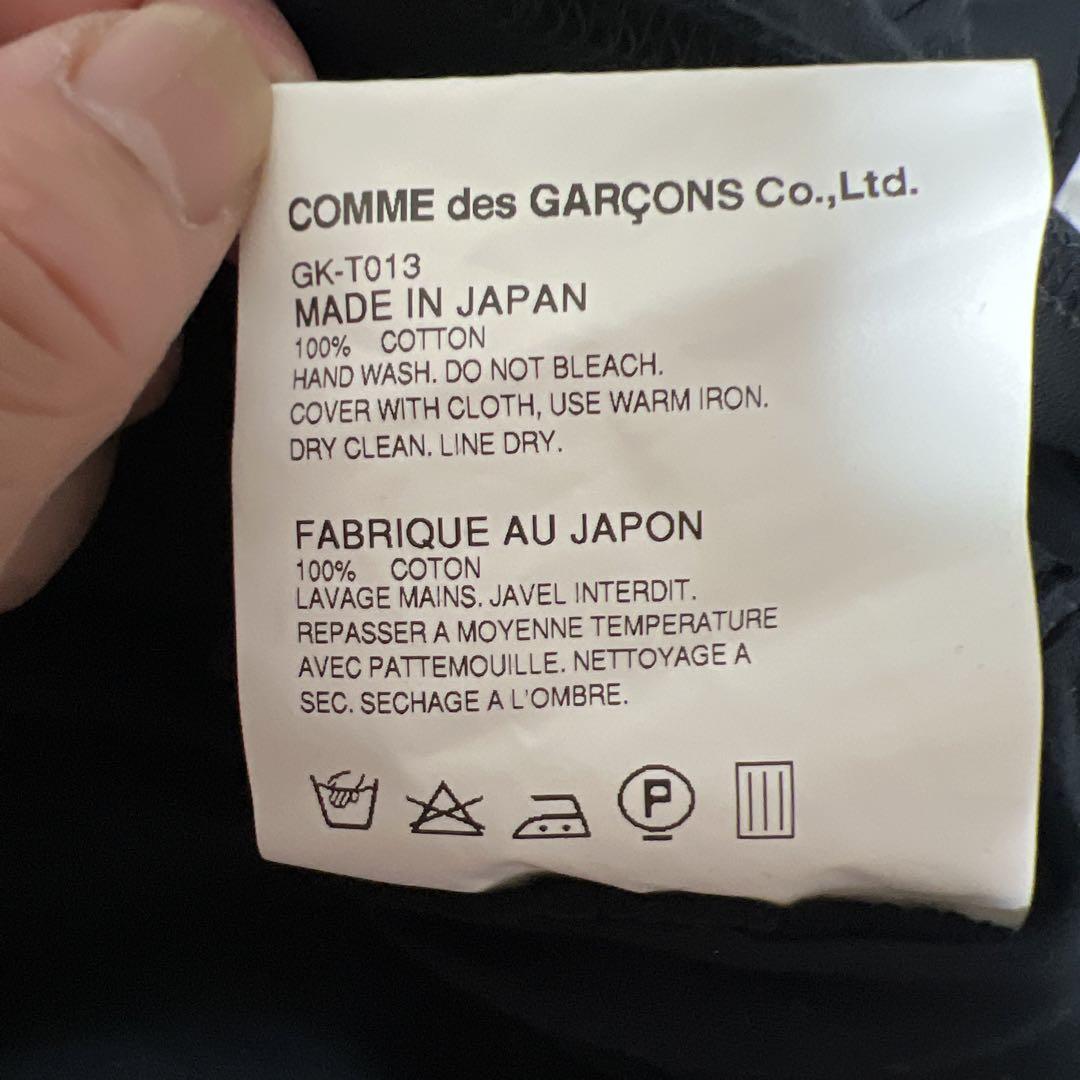 COMME des GARÇONS Co.,Ltd.
GK-T013
MADE IN JAPAN
100% COTTON
HAND WASH. DO NOT BLEACH.
COVER WITH CLOTH, USE WARM IRON.
DRY CLEAN. LINE DRY.
FABRIQUE AU JAPON
100% COTON
LAVAGE MAINS. JAVEL INTERDIT.
REPASSER A MOYENNE TEMPERATURE
AVEC PATTEMOUILLE. NETTOYAGE A
SEC. SECHAGE A L'OMBRE.
P